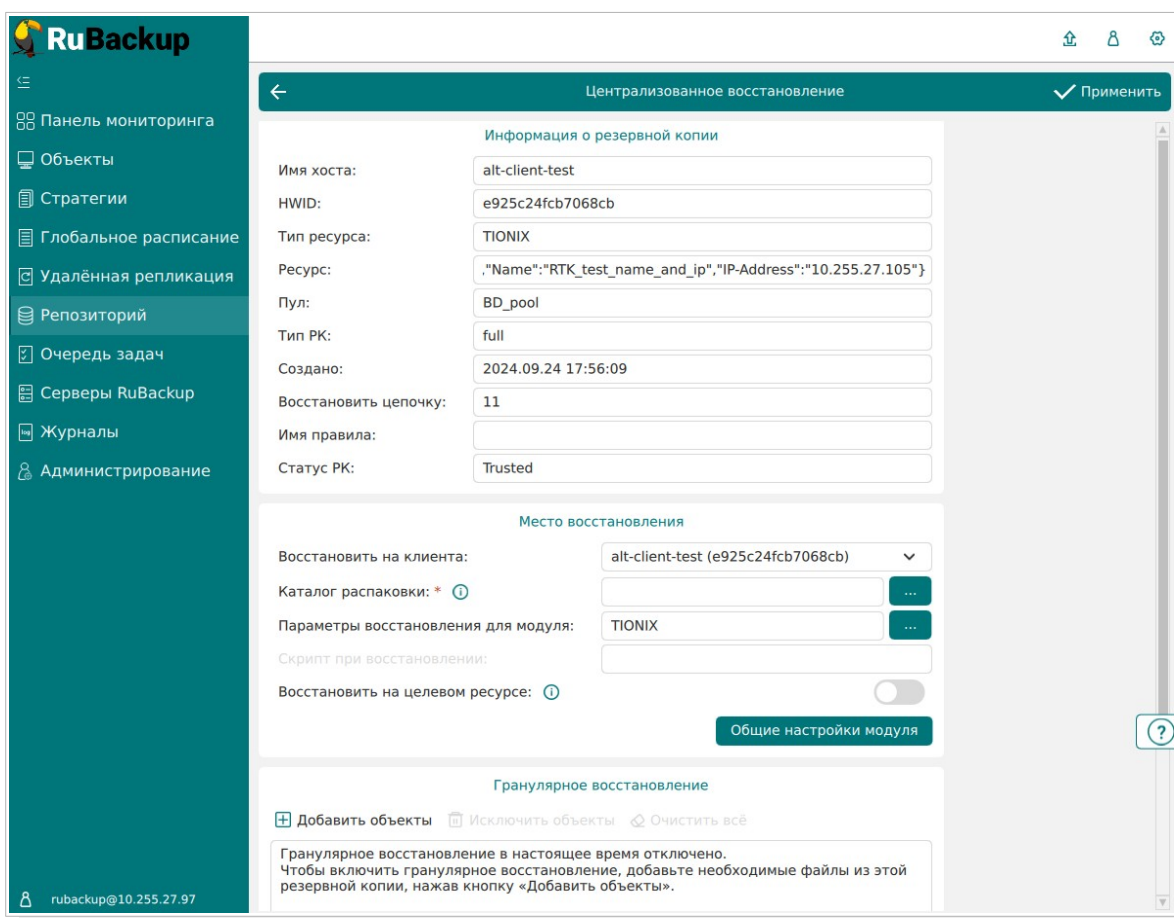 RuBackup
Централизованное восстановление
Применить
Панель мониторинга
Объекты
Стратегии
Глобальное расписание
Удалённая репликация
Репозиторий
Очередь задач
Серверы RuBackup
Журналы
Администрирование
rubackup@10.255.27.97
Информация о резервной копии
Имя хоста: alt-client-test
HWID: e925c24fcb7068cb
Тип ресурса: TIONIX
Ресурс: ,"Name":"RTK_test_name_and_ip","IP-Address":"10.255.27.105"}
Пул: BD_pool
Тип РК: full
Создано: 2024.09.24 17:56:09
Восстановить цепочку: 11
Имя правила:
Статус РК: Trusted
Место восстановления
Восстановить на клиента: alt-client-test (e925c24fcb7068cb)
Каталог распаковки: * ...
Параметры восстановления для модуля: TIONIX ...
Скрипт при восстановлении:
Восстановить на целевом ресурсе:
Общие настройки модуля
?
Гранулярное восстановление
Добавить объекты Исключить объекты Очистить всё
Гранулярное восстановление в настоящее время отключено.
Чтобы включить гранулярное восстановление, добавьте необходимые файлы из этой
резервной копии, нажав кнопку «Добавить объекты».